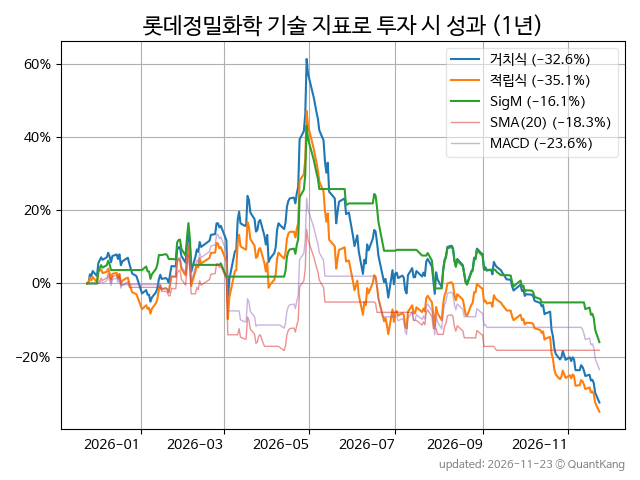 롯데정밀화학 기술 지표로 투자 시 성과 (1년)
거치식 (-32.6%)
적립식 (-35.1%)
SigM (-16.1%)
SMA(20) (-18.3%)
MACD (-23.6%)
60%
40%
20%
0%
-20%
2026-01 2026-03 2026-05 2026-07 2026-09 2026-11
updated: 2026-11-23 © QuantKang